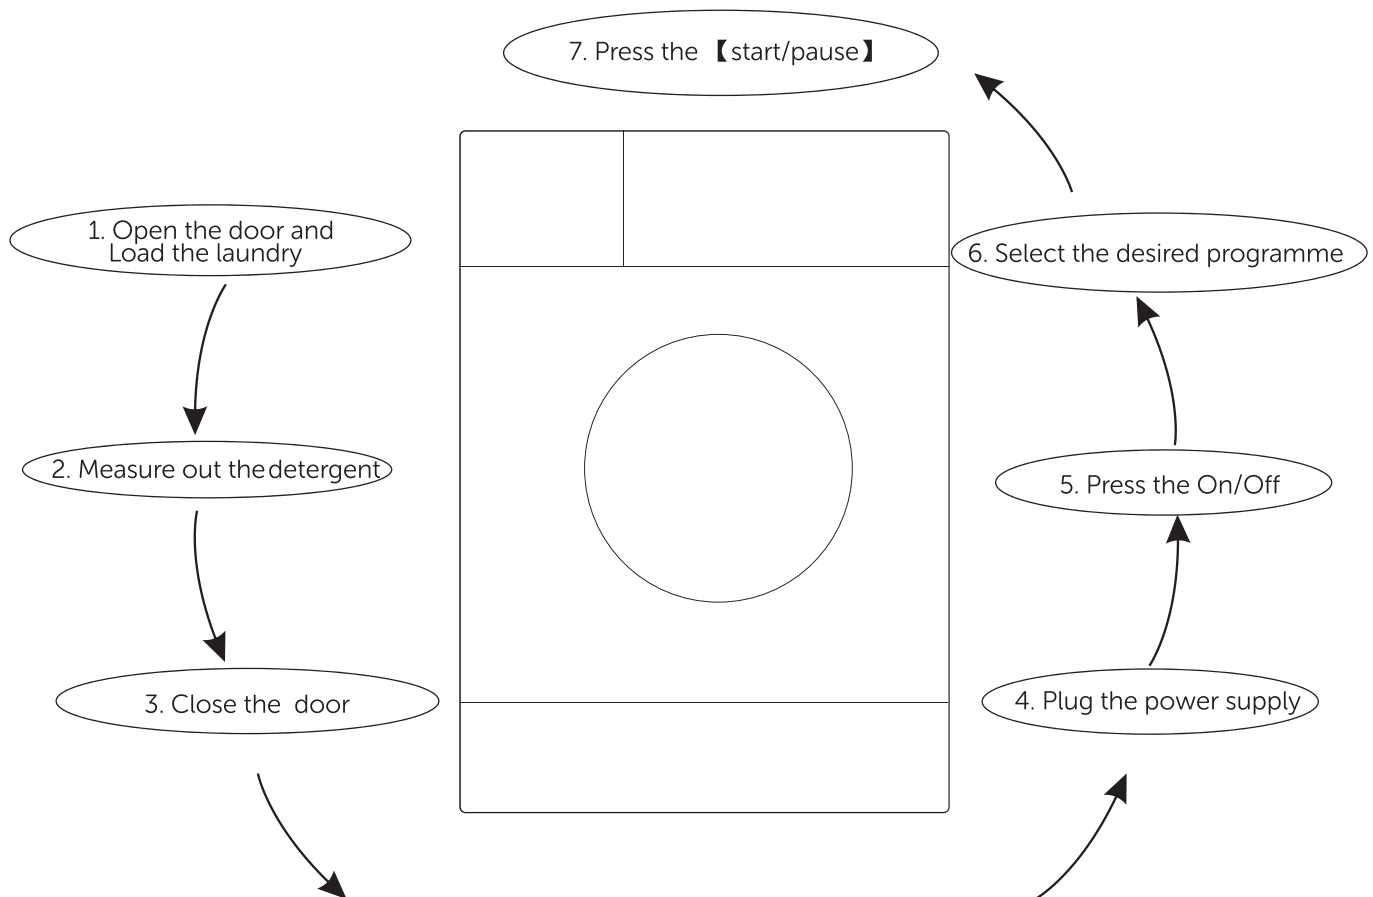 1. Open the door and
Load the laundry
2. Measure out the detergent
3. Close the door
4. Plug the power supply
5. Press the On/Off
6. Select the desired programme
7. Press the 【start/pause】